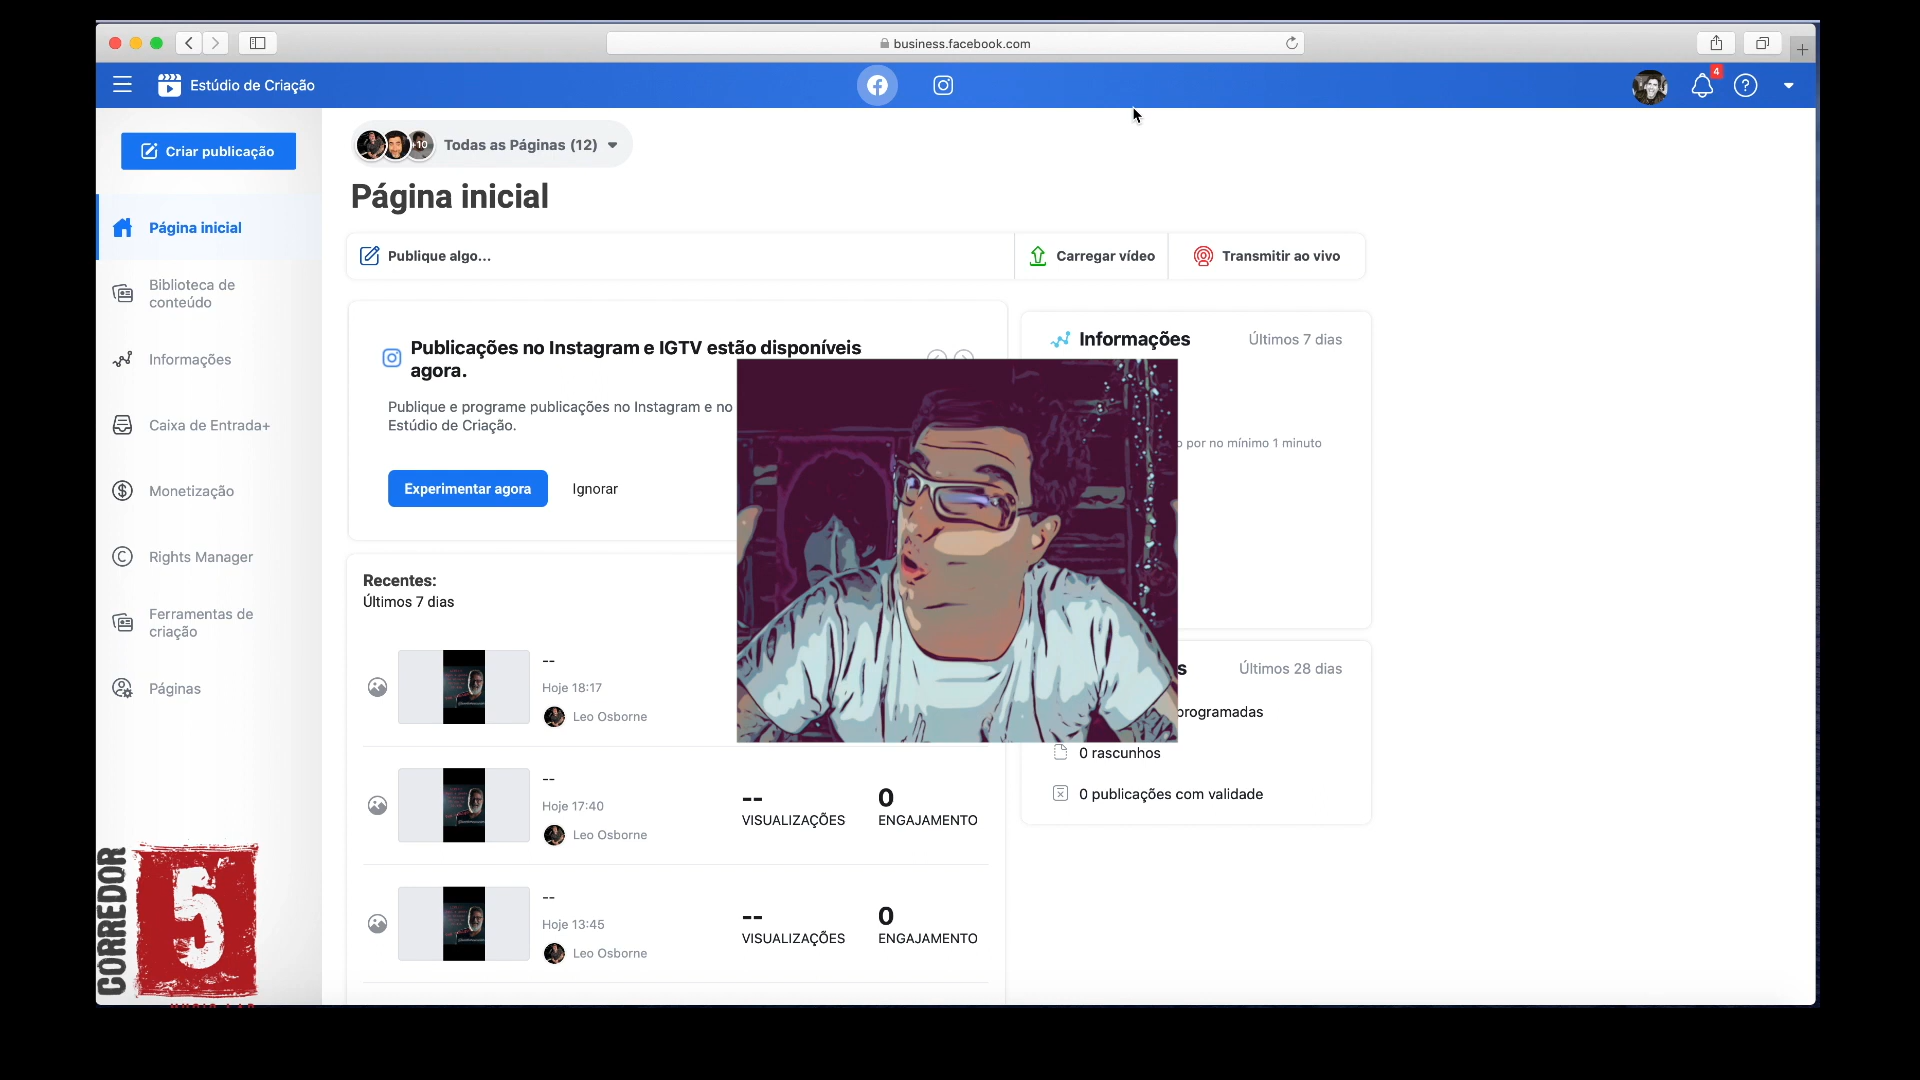 business.facebook.com
Estúdio de Criação
4
Criar publicação
+10
Todas as Páginas (12)
Página inicial
Página inicial
Publique algo...
Carregar vídeo
Transmitir ao vivo
Biblioteca de
conteúdo
Informações
Caixa de Entrada+
Monetização
Rights Manager
Ferramentas de
criação
Páginas
Publicações no Instagram e IGTV estão disponíveis
agora.
Publique e programe publicações no Instagram e no
Estúdio de Criação.
Experimentar agora
Ignorar
Informações
Últimos 7 dias
por no mínimo 1 minuto
Recentes:
Últimos 7 dias
--
Hoje 18:17
Leo Osborne
--
Hoje 17:40
Leo Osborne
--
VISUALIZAÇÕES
0
ENGAJAMENTO
--
Hoje 13:45
Leo Osborne
--
VISUALIZAÇÕES
0
ENGAJAMENTO
Últimos 28 dias
programadas
0 rascunhos
0 publicações com validade
CORREDOR
5